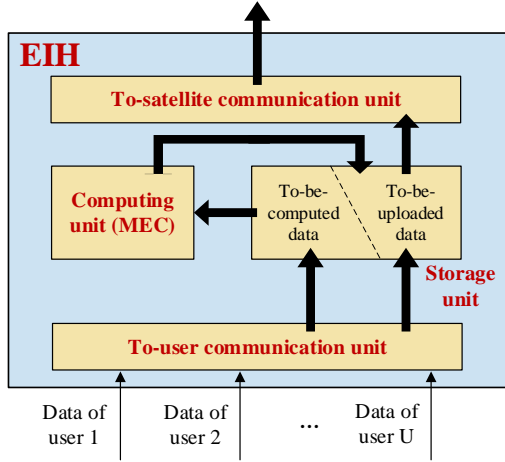 EIH
To-satellite communication unit
Computing
unit (MEC)
To-be-
computed
data
To-be-
uploaded
data
Storage
unit
To-user communication unit
Data of
user 1
Data of
user 2
...
Data of
user U